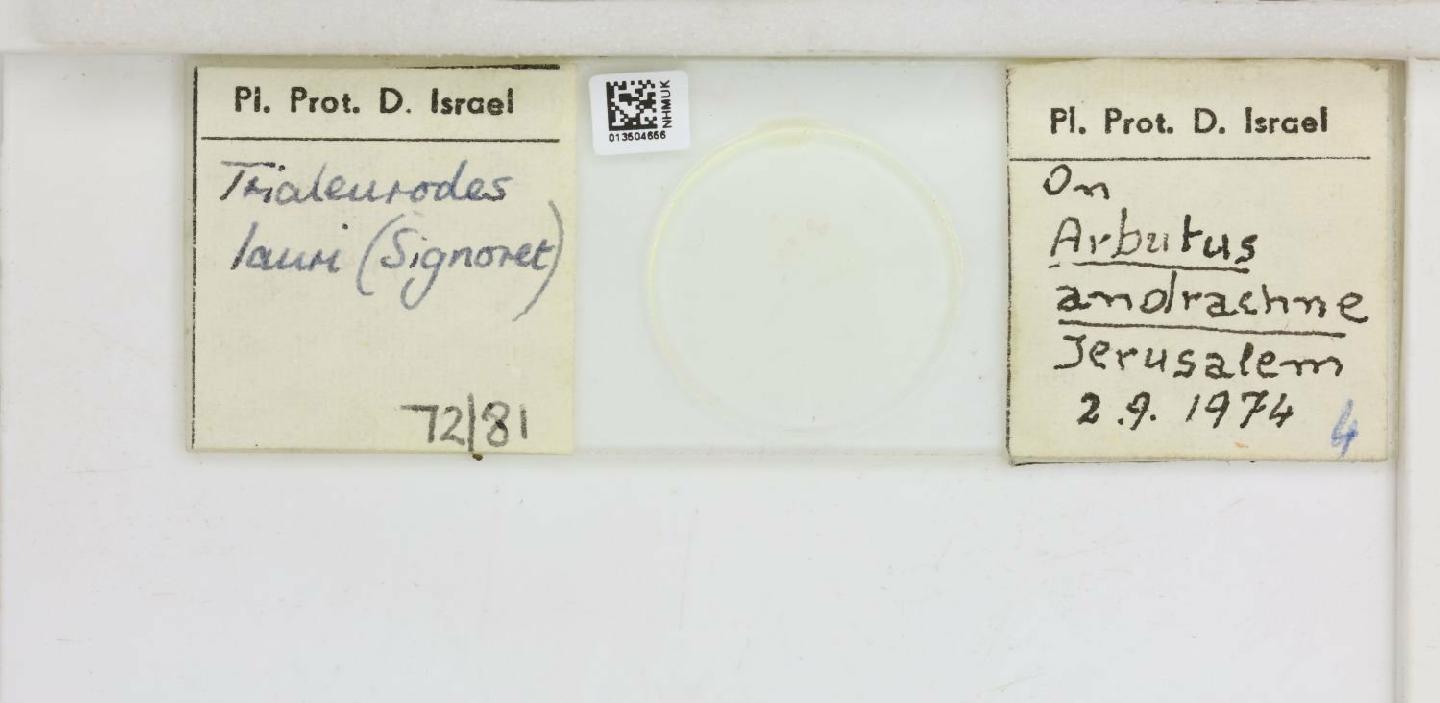 Pl. Prot. D. Israel
Trialeurodes
lauri (Signoret)
72/81
NHMUK
013504666
Pl. Prot. D. Israel
On
Arbutus
andrachne
Jerusalem
2.9.1974
4